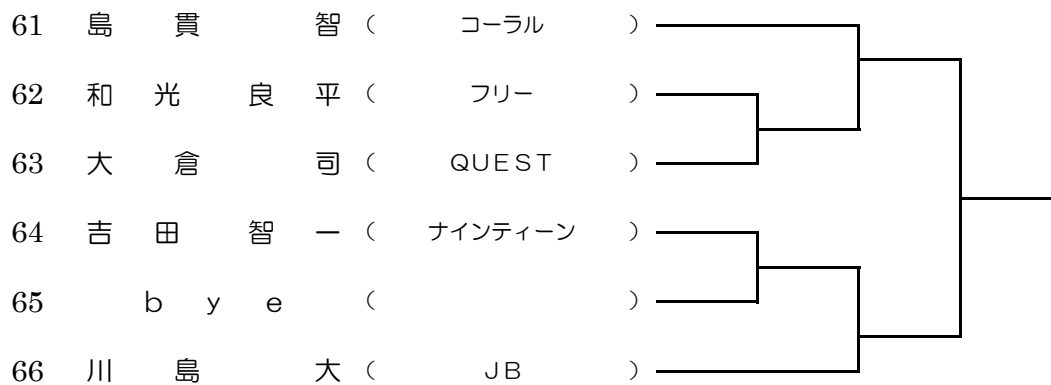 61 島 貫 智 （ コーラル ）
62 和 光 良 平 （ フリー ）
63 大 倉 司 （ ＱＵＥＳＴ ）
64 吉 田 智 一 （ ナインティーン ）
65 ｂ ｙ ｅ （ ）
66 川 島 大 （ ＪＢ ）